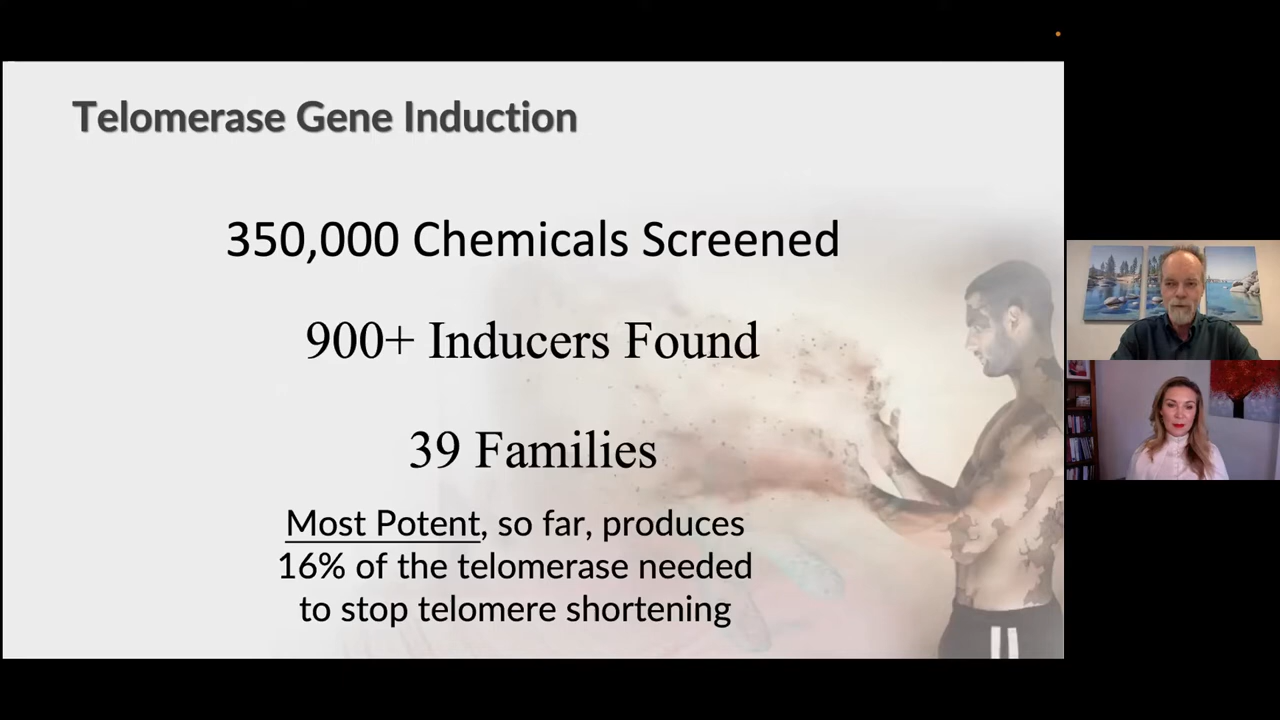 Telomerase Gene Induction
350,000 Chemicals Screened
900+ Inducers Found
39 Families
Most Potent, so far, produces
16% of the telomerase needed
to stop telomere shortening